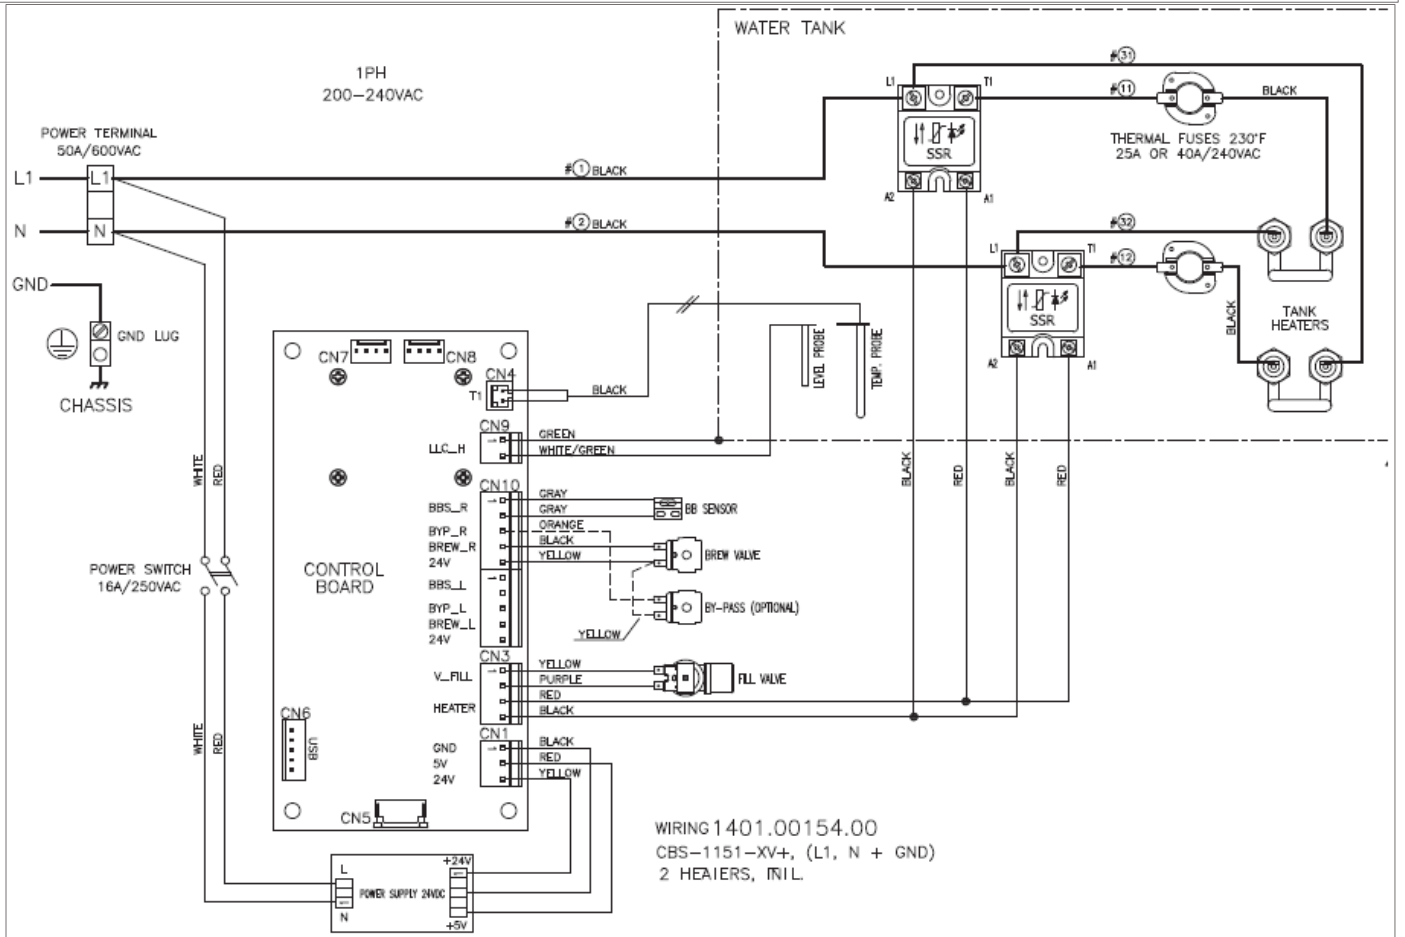 WATER TANK
1PH
200-240VAC
POWER TERMINAL
50A/600VAC
L1
L1
#1 BLACK
N
N
#2 BLACK
GND
GND LUG
CHASSIS
#31
L1
T1
#11
BLACK
SSR
THERMAL FUSES 230°F
25A OR 40A/240VAC
A2
A1
#32
L1
T1
#12
SSR
BLACK
TANK
HEATERS
A2
A1
CN7
CN8
CN4
T1
BLACK
LEVEL PROBE
TEMP. PROBE
CN9
LLC_H
GREEN
WHITE/GREEN
BLACK
RED
BLACK
RED
WHITE
RED
CN10
BBS_R
GRAY
GRAY
BB SENSOR
BYP_R
ORANGE
BREW_R
BLACK
24V
YELLOW
BREW VALVE
POWER SWITCH
16A/250VAC
CONTROL
BOARD
BBS_L
BYP_L
BREW_L
24V
BY-PASS (OPTIONAL)
YELLOW
CN3
V_FILL
YELLOW
PURPLE
FILL VALVE
HEATER
RED
BLACK
WHITE
RED
CN6
USB
CN1
GND
BLACK
5V
RED
24V
YELLOW
CN5
L
+24V
POWER SUPPLY 24VDC
N
+5V
WIRING 1401.00154.00
CBS-1151-XV+, (L1, N + GND)
2 HEAIERS,